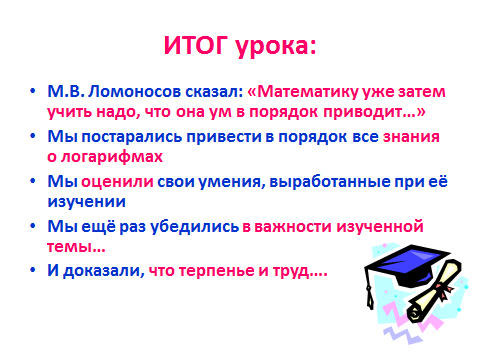 ИТОГ урока:
• М.В. Ломоносов сказал: «Математику уже затем
учить надо, что она ум в порядок приводит…»
• Мы постарались привести в порядок все знания
о логарифмах
• Мы оценили свои умения, выработанные при её
изучении
• Мы ещё раз убедились в важности изученной
темы…
• И доказали, что терпенье и труд….